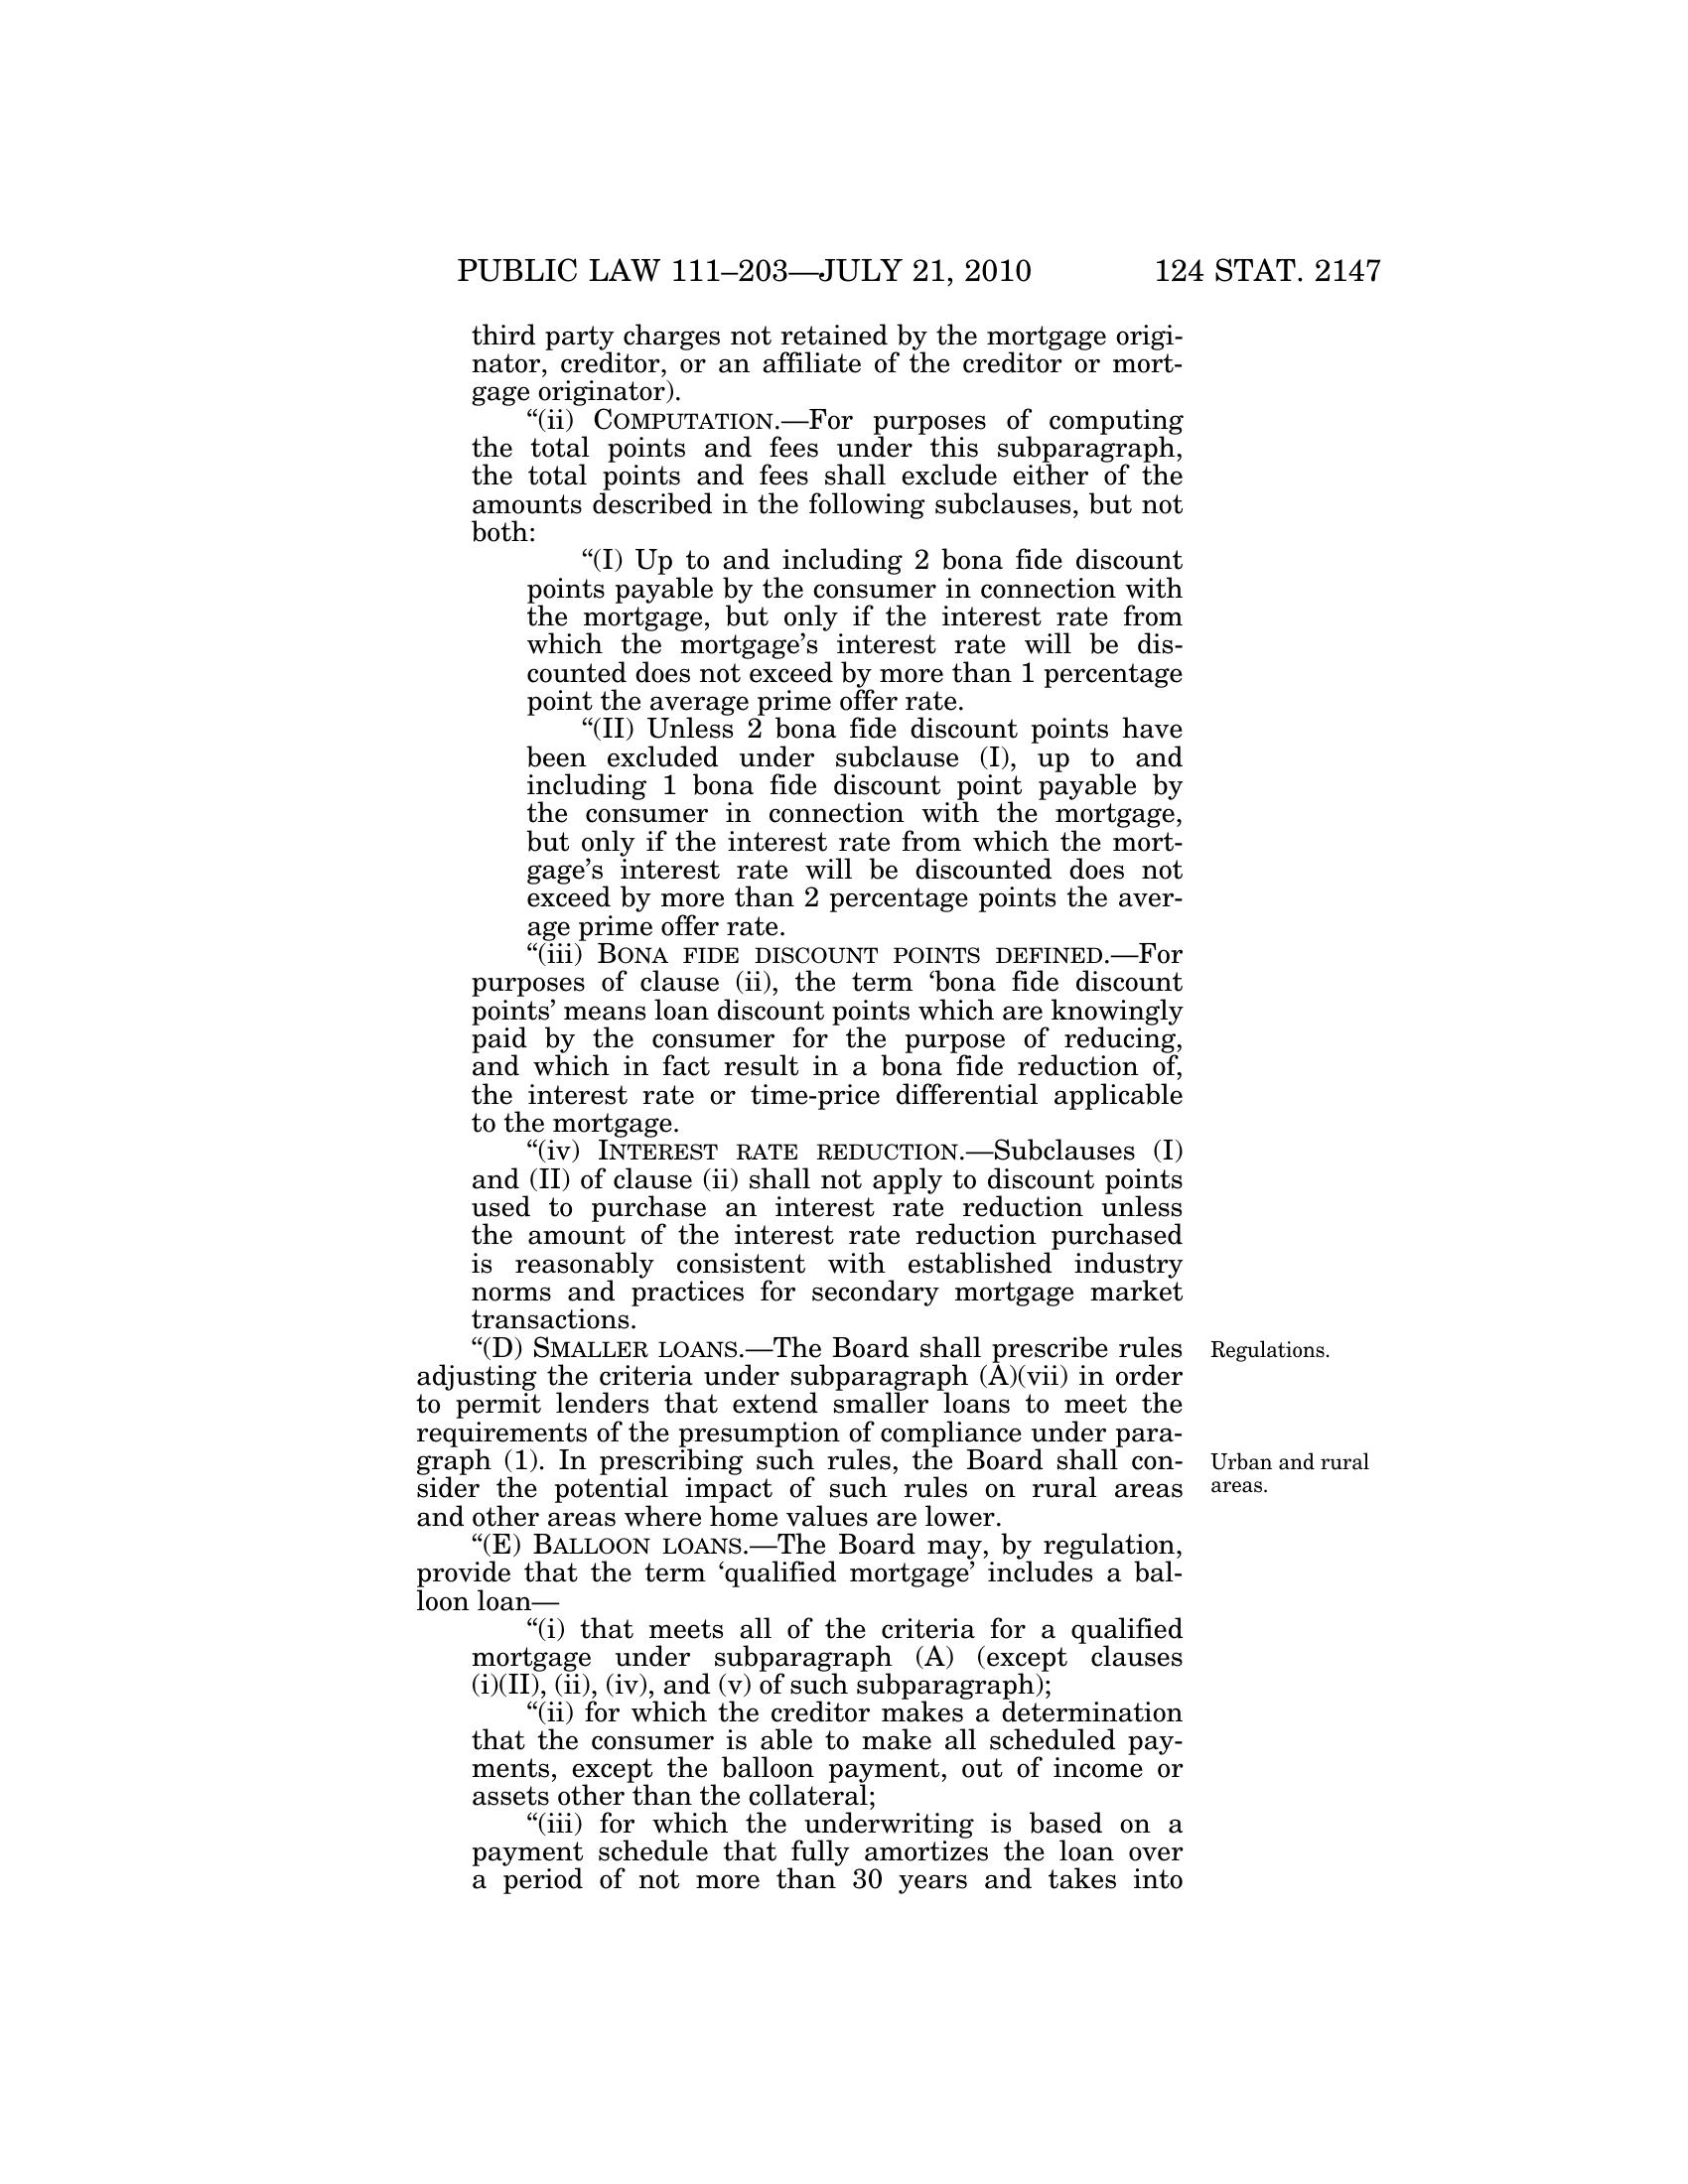 PUBLIC LAW 111–203—JULY 21, 2010 124 STAT. 2147
third party charges not retained by the mortgage origi-
nator, creditor, or an affiliate of the creditor or mort-
gage originator).
“(ii) COMPUTATION.—For purposes of computing
the total points and fees under this subparagraph,
the total points and fees shall exclude either of the
amounts described in the following subclauses, but not
both:
“(I) Up to and including 2 bona fide discount
points payable by the consumer in connection with
the mortgage, but only if the interest rate from
which the mortgage’s interest rate will be dis-
counted does not exceed by more than 1 percentage
point the average prime offer rate.
“(II) Unless 2 bona fide discount points have
been excluded under subclause (I), up to and
including 1 bona fide discount point payable by
the consumer in connection with the mortgage,
but only if the interest rate from which the mort-
gage’s interest rate will be discounted does not
exceed by more than 2 percentage points the aver-
age prime offer rate.
“(iii) BONA FIDE DISCOUNT POINTS DEFINED.—For
purposes of clause (ii), the term ‘bona fide discount
points’ means loan discount points which are knowingly
paid by the consumer for the purpose of reducing,
and which in fact result in a bona fide reduction of,
the interest rate or time-price differential applicable
to the mortgage.
“(iv) INTEREST RATE REDUCTION.—Subclauses (I)
and (II) of clause (ii) shall not apply to discount points
used to purchase an interest rate reduction unless
the amount of the interest rate reduction purchased
is reasonably consistent with established industry
norms and practices for secondary mortgage market
transactions.
“(D) SMALLER LOANS.—The Board shall prescribe rules
adjusting the criteria under subparagraph (A)(vii) in order
to permit lenders that extend smaller loans to meet the
requirements of the presumption of compliance under para-
graph (1). In prescribing such rules, the Board shall con-
sider the potential impact of such rules on rural areas
and other areas where home values are lower.
“(E) BALLOON LOANS.—The Board may, by regulation,
provide that the term ‘qualified mortgage’ includes a bal-
loon loan—
“(i) that meets all of the criteria for a qualified
mortgage under subparagraph (A) (except clauses
(i)(II), (ii), (iv), and (v) of such subparagraph);
“(ii) for which the creditor makes a determination
that the consumer is able to make all scheduled pay-
ments, except the balloon payment, out of income or
assets other than the collateral;
“(iii) for which the underwriting is based on a
payment schedule that fully amortizes the loan over
a period of not more than 30 years and takes into
Regulations.
Urban and rural
areas.